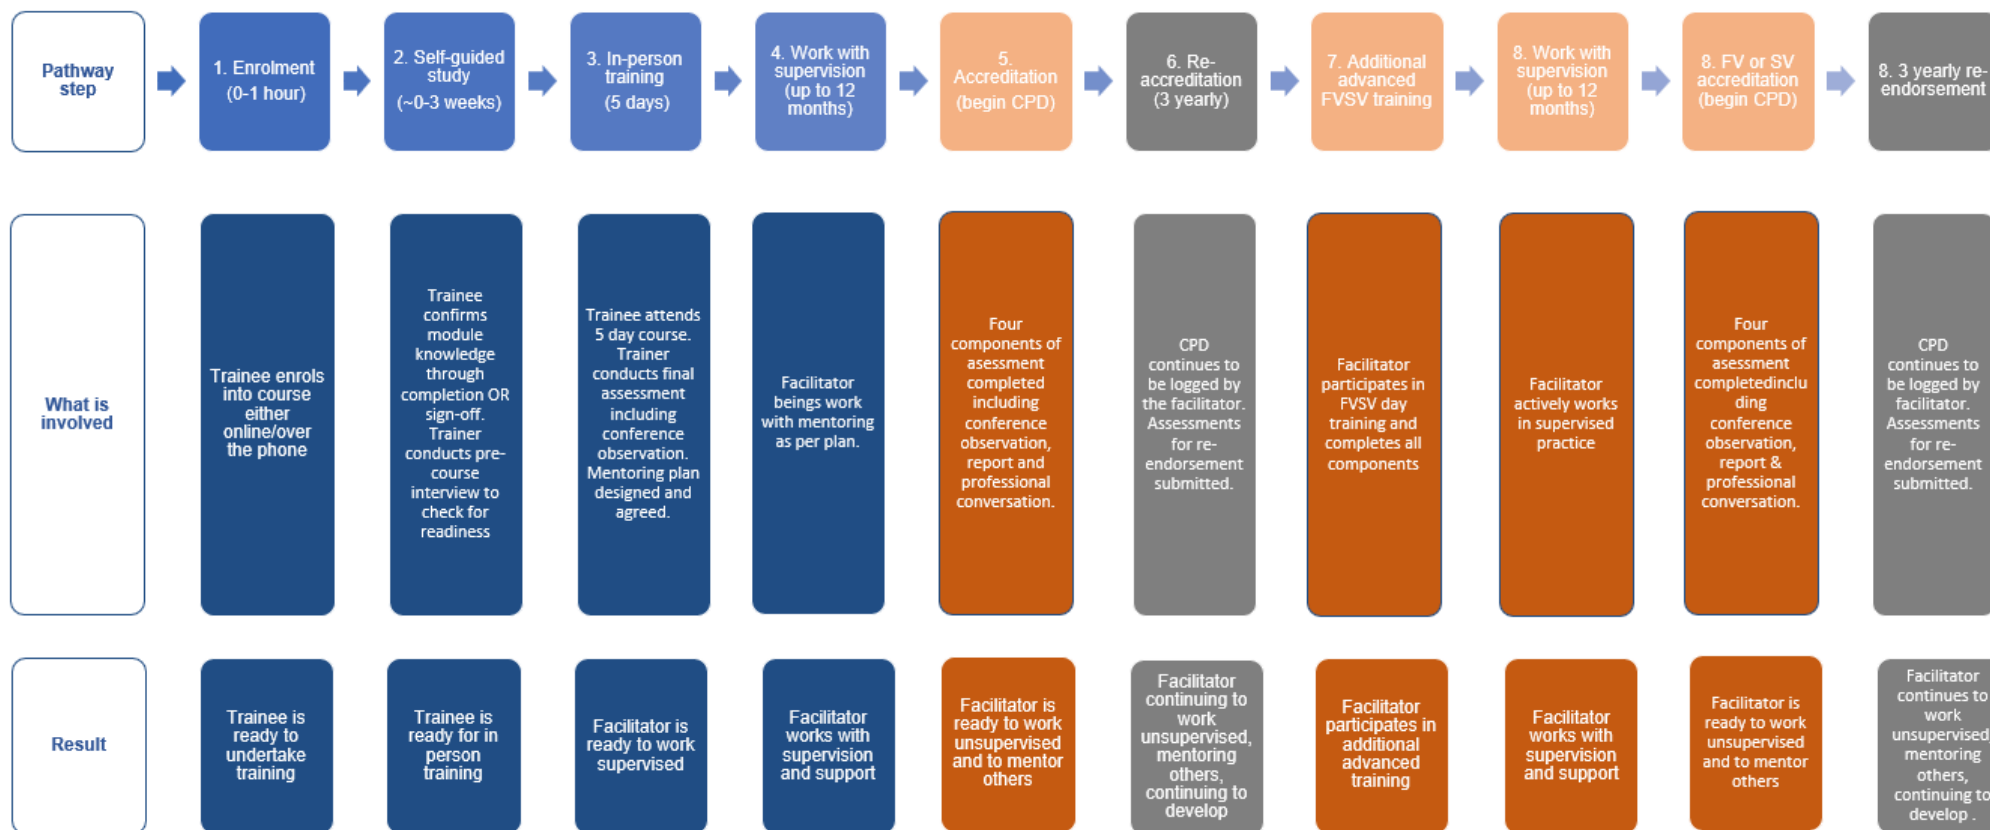 Pathway
step
1. Enrolment
(0-1 hour)
2. Self-guided
study
(~0-3 weeks)
3. In-person
training
(5 days)
4. Work with
supervision
(up to 12
months)
5.
Accreditation
(begin CPD)
6. Re-
accreditation
(3 yearly)
7. Additional
advanced
FVSV training
8. Work with
supervision
(up to 12
months)
8. FV or SV
accreditation
(begin CPD)
8. 3 yearly re-
endorsement
What is
involved
Trainee enrols
into course
either
online/over
the phone
Trainee
confirms
module
knowledge
through
completion OR
sign-off.
Trainer
conducts pre-
course
interview to
check for
readiness
Trainee attends
5 day course.
Trainer
conducts final
assessment
including
conference
observation.
Mentoring plan
designed and
agreed.
Facilitator
beings work
with mentoring
as per plan.
Four
components of
asessment
completed
including
conference
observation,
report and
professional
conversation.
CPD
continues to
be logged by
the facilitator.
Assessments
for re-
endorsement
submitted.
Facilitator
participates in
FVSV day
training and
completes all
components
Facilitator
actively works
in supervised
practice
Four
components of
asessment
completedinclu
ding
conference
observation,
report &
professional
conversation.
CPD
continues to
be logged by
facilitator.
Assessments
for re-
endorsement
submitted.
Result
Trainee is
ready to
undertake
training
Trainee is
ready for in
person
training
Facilitator is
ready to work
supervised
Facilitator
works with
supervision
and support
Facilitator is
ready to work
unsupervised
and to mentor
others
Facilitator
continuing to
work
unsupervised,
mentoring
others,
continuing to
develop
Facilitator
participates in
additional
advanced
training
Facilitator
works with
supervision
and support
Facilitator is
ready to work
unsupervised
and to mentor
others
Facilitator
continues to
work
unsupervised,
mentoring
others,
continuing to
develop .